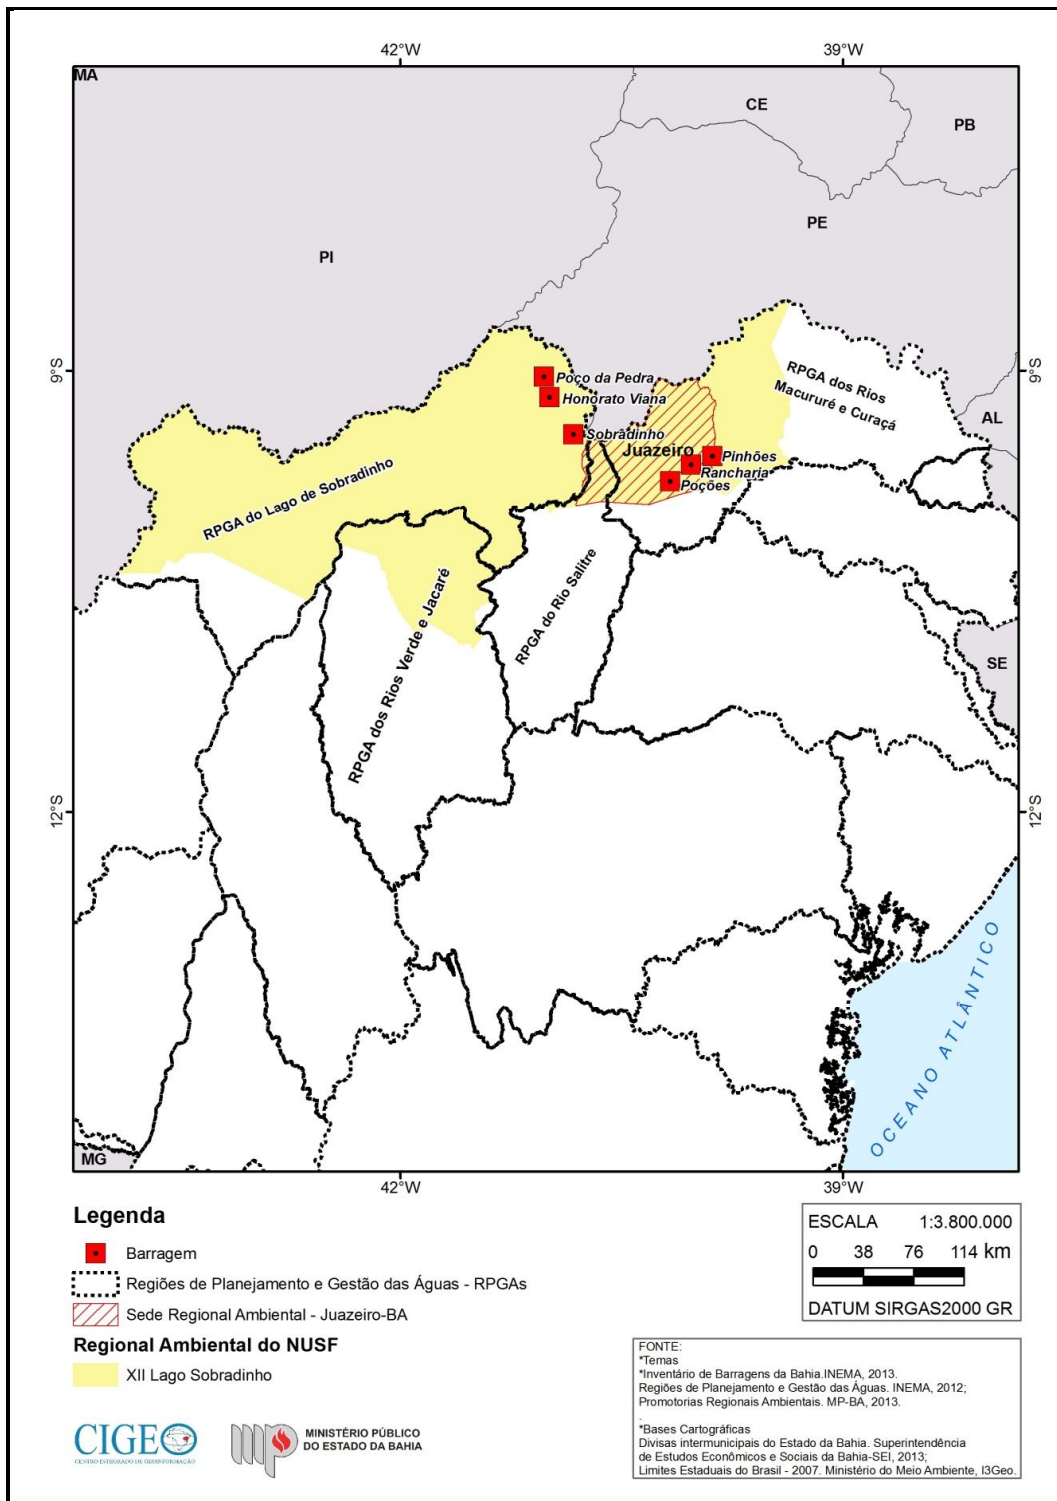 42°W
39°W
MA
CE
PB
PE
PI
9°S
9°S
Poço da Pedra
Honorato Viana
Sobradinho
Juazeiro
Pinhões
Rancharia
Poções
RPGA dos Rios
Macururé e Curaçá
AL
RPGA do Lago de Sobradinho
RPGA dos Rios Verde e Jacaré
RPGA do Rio Salitre
SE
12°S
12°S
OCEANO ATLÂNTICO
MG
42°W
39°W
Legenda
Barragem
Regiões de Planejamento e Gestão das Águas - RPGAs
Sede Regional Ambiental - Juazeiro-BA
Regional Ambiental do NUSF
XII Lago Sobradinho
ESCALA 1:3.800.000
0 38 76 114 km
DATUM SIRGAS2000 GR
FONTE:
*Temas
*Inventário de Barragens da Bahia.INEMA, 2013.
Regiões de Planejamento e Gestão das Águas. INEMA, 2012;
Promotorias Regionais Ambientais. MP-BA, 2013.
.
*Bases Cartográficas
Divisas intermunicipais do Estado da Bahia. Superintendência
de Estudos Econômicos e Sociais da Bahia-SEI, 2013;
Limites Estaduais do Brasil - 2007. Ministério do Meio Ambiente, I3Geo.
CIGEO
CENTRO INTEGRADO DE GEOINFORMAÇÃO
MINISTÉRIO PÚBLICO
DO ESTADO DA BAHIA